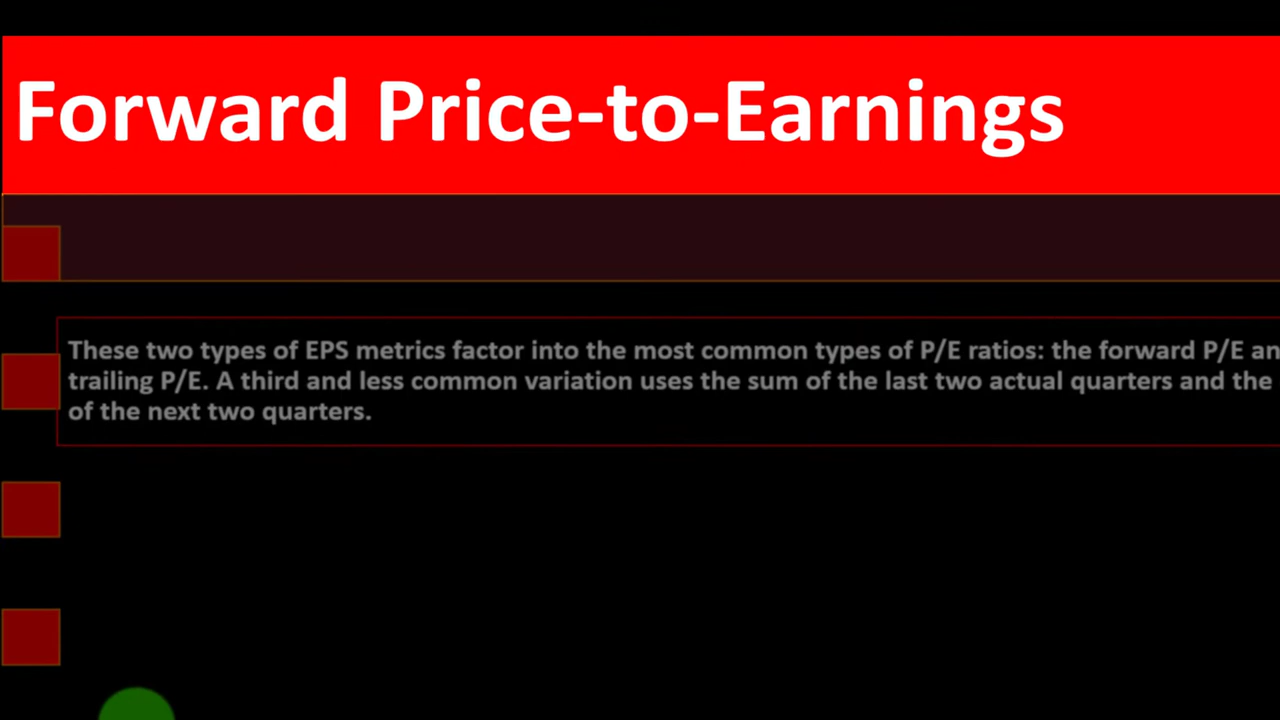 Forward Price-to-Earnings
These two types of EPS metrics factor into the most common types of P/E ratios: the forward P/E
trailing P/E. A third and less common variation uses the sum of the last two actual quarters and the
of the next two quarters.